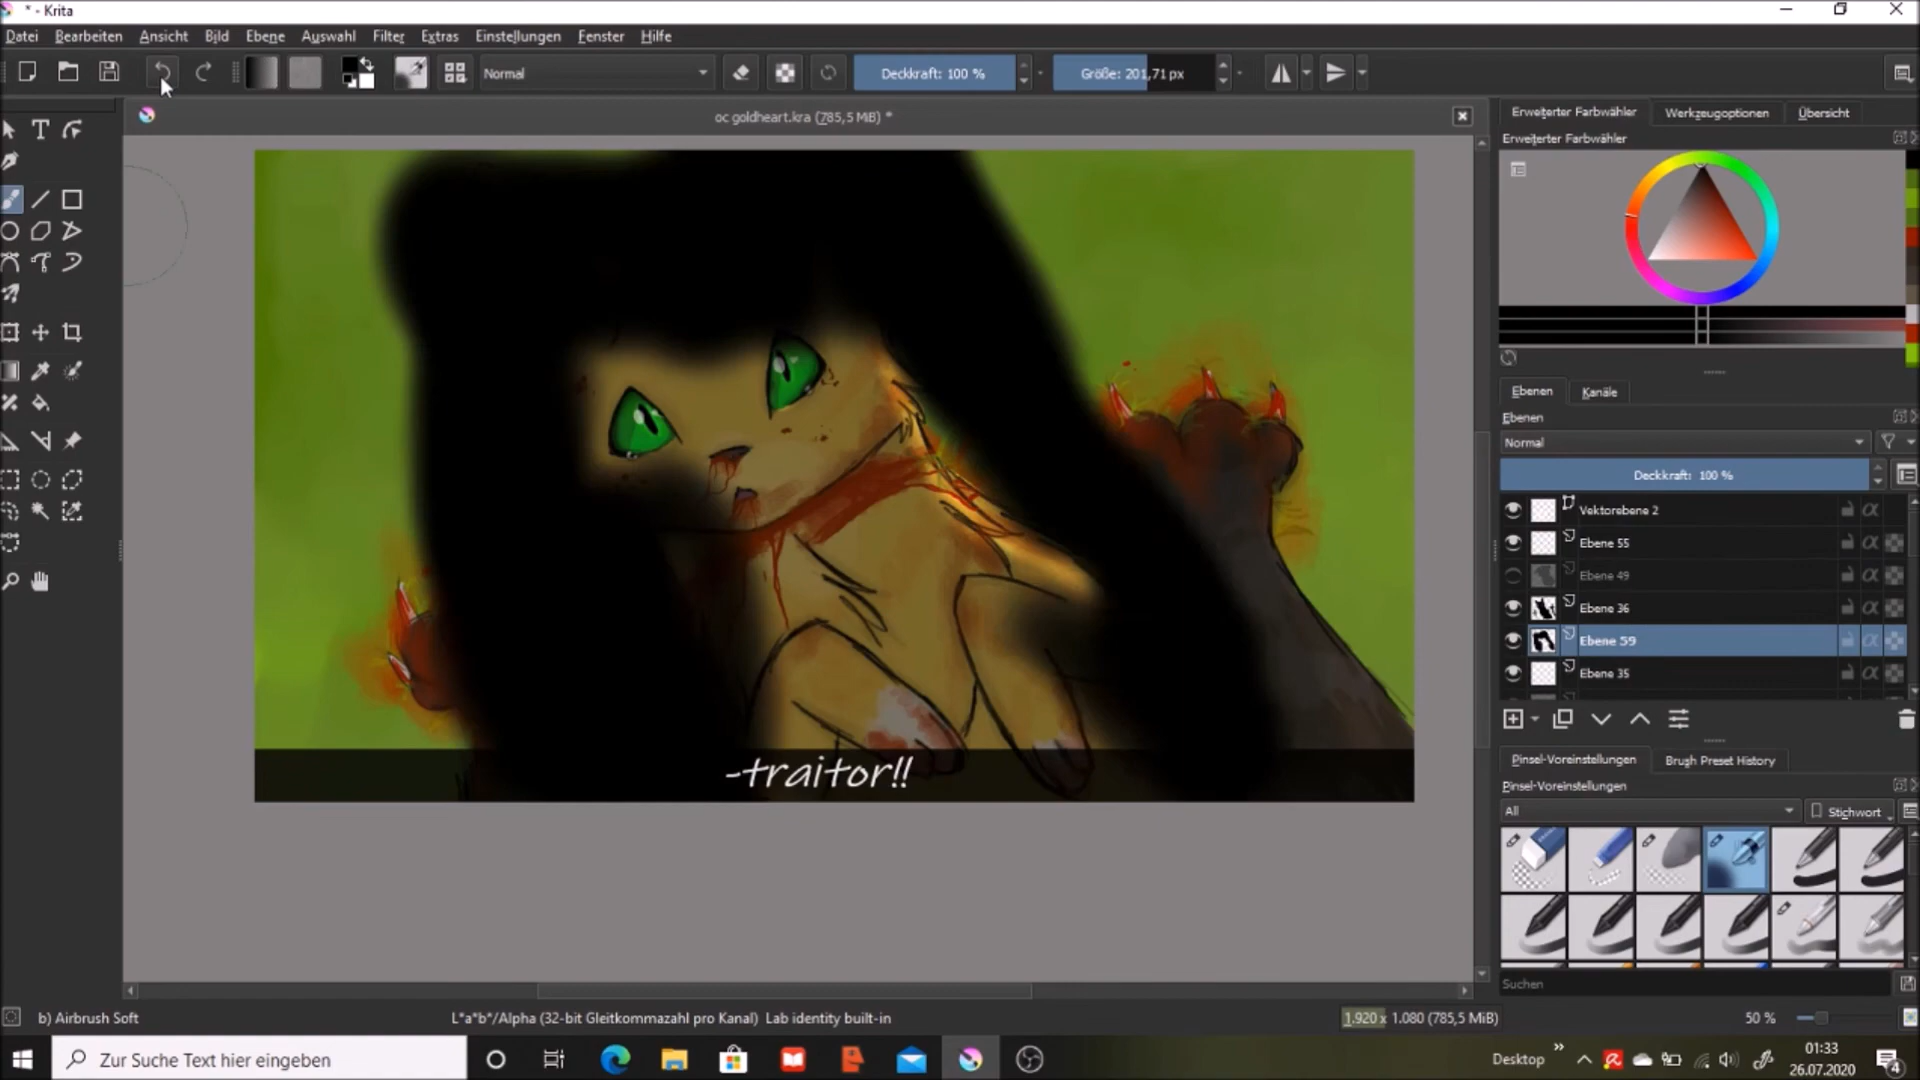 * - Krita
Datei Bearbeiten Ansicht Bild Ebene Auswahl Filter Extras Einstellungen Fenster Hilfe
Normal Deckkraft: 100 % Größe: 201,71 px
oc goldheart.kra (785,5 MiB) *
Erweiterter Farbwähler Werkzeugoptionen Übersicht
Erweiterter Farbwähler
Ebenen Kanäle
Ebenen
Normal
Deckkraft: 100 %
Vektorebene 2
Ebene 55
Ebene 49
Ebene 36
Ebene 59
Ebene 35
-traitor!!
Pinsel-Voreinstellungen Brush Preset History
Pinsel-Voreinstellungen
All Stichwort
Suchen
b) Airbrush Soft L*a*b*/Alpha (32-bit Gleitkommazahl pro Kanal) Lab identity built-in 1.920 x 1.080 (785,5 MiB) 50 %
Zur Suche Text hier eingeben Desktop 01:33
26.07.2020 4